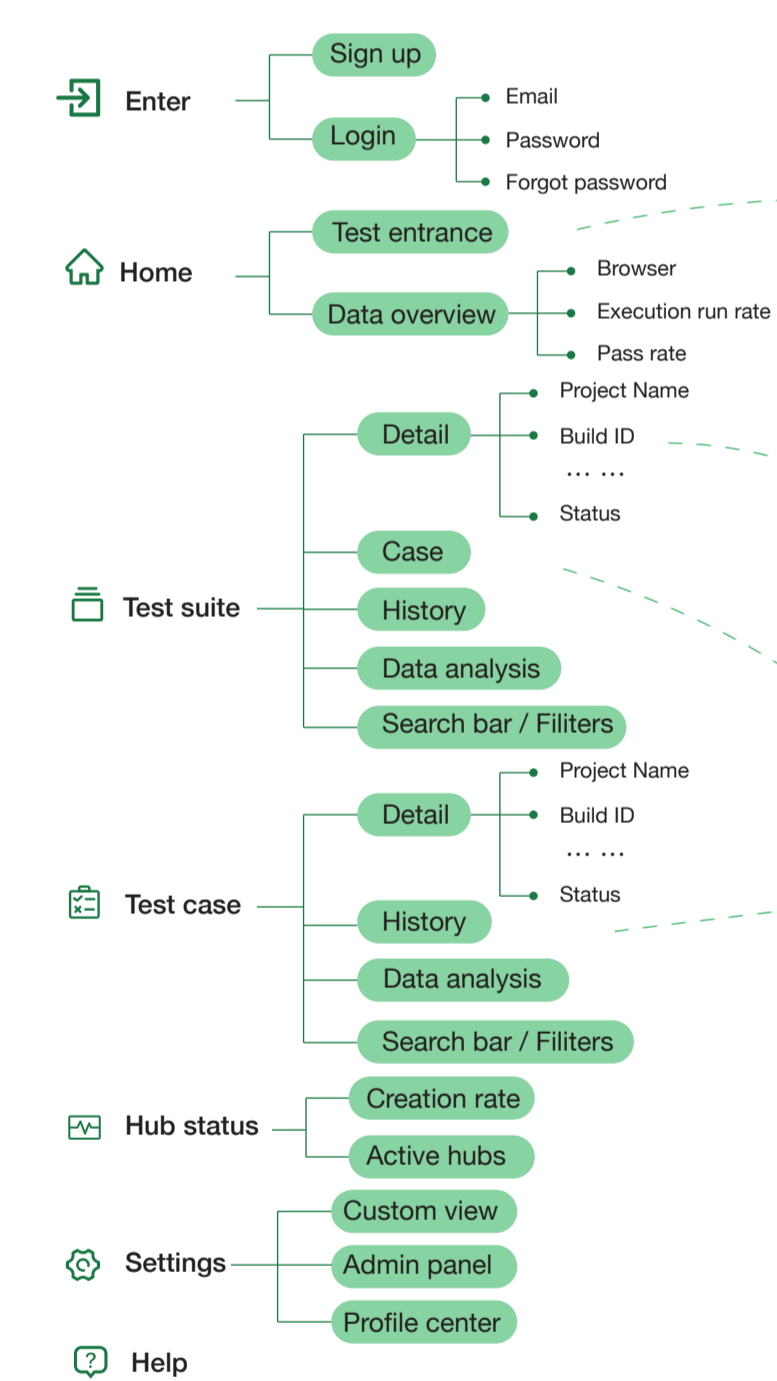 Enter
Sign up
Login
Email
Password
Forgot password
Home
Test entrance
Data overview
Browser
Execution run rate
Pass rate
Test suite
Detail
Project Name
Build ID
... ...
Status
Case
History
Data analysis
Search bar / Filiters
Test case
Detail
Project Name
Build ID
... ...
Status
History
Data analysis
Search bar / Filiters
Hub status
Creation rate
Active hubs
Settings
Custom view
Admin panel
Profile center
?
Help